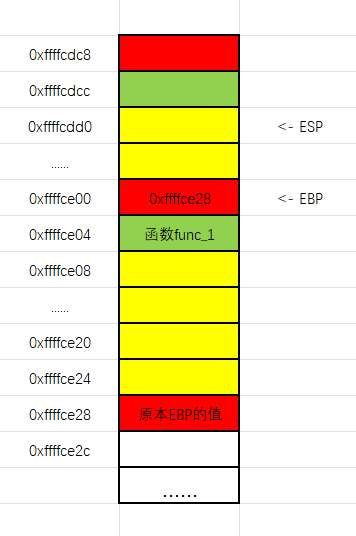 0xffffcdc8
0xffffcdcc
0xffffcdd0 <- ESP
......
0xffffce00 0xffffce28 <- EBP
0xffffce04 函数func_1
0xffffce08
......
0xffffce20
0xffffce24
0xffffce28 原本EBP的值
0xffffce2c
......